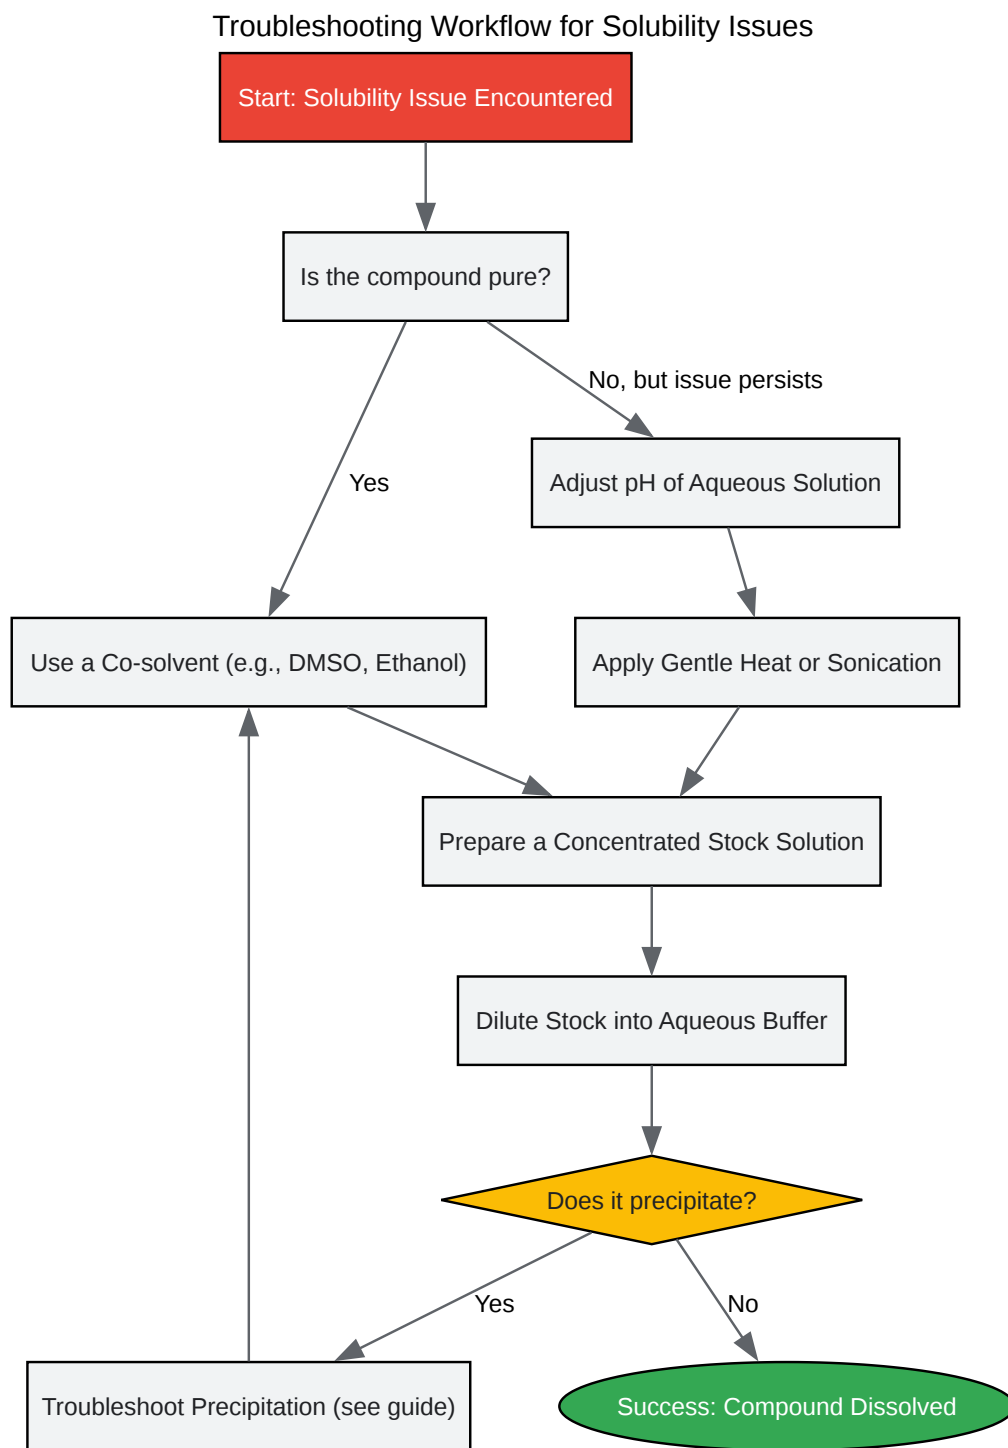 Troubleshooting Workflow for Solubility Issues
Start: Solubility Issue Encountered
Is the compound pure?
No, but issue persists
Yes
Adjust pH of Aqueous Solution
Use a Co-solvent (e.g., DMSO, Ethanol)
Apply Gentle Heat or Sonication
Prepare a Concentrated Stock Solution
Dilute Stock into Aqueous Buffer
Does it precipitate?
Yes
No
Troubleshoot Precipitation (see guide)
Success: Compound Dissolved